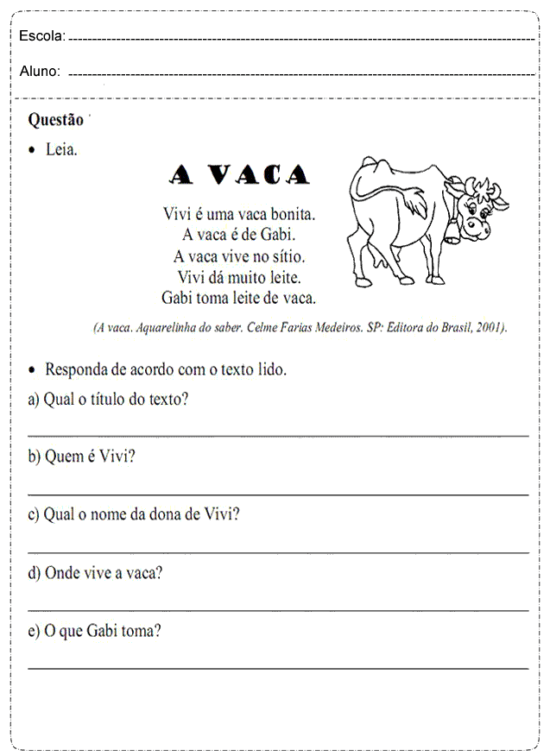 Escola:
Aluno:
Questão
• Leia.
A VACA
Vivi é uma vaca bonita.
A vaca é de Gabi.
A vaca vive no sítio.
Vivi dá muito leite.
Gabi toma leite de vaca.
(A vaca. Aquarelinha do saber. Celme Farias Medeiros. SP: Editora do Brasil, 2001).
• Responda de acordo com o texto lido.
a) Qual o título do texto?
b) Quem é Vivi?
c) Qual o nome da dona de Vivi?
d) Onde vive a vaca?
e) O que Gabi toma?